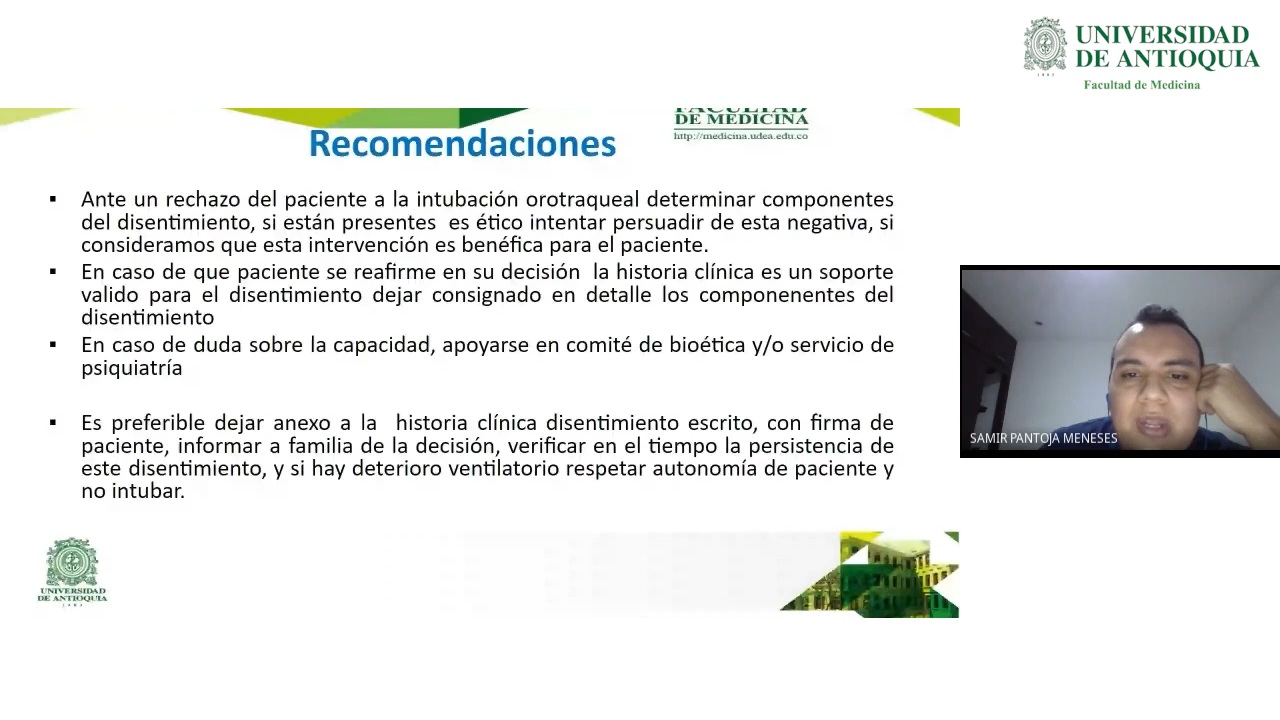 UNIVERSIDAD
DE ANTIOQUIA
1803
Facultad de Medicina
FACULTAD
DE MEDICINA
http://medicina.udea.edu.co
Recomendaciones
▪ Ante un rechazo del paciente a la intubación orotraqueal determinar componentes
del disentimiento, si están presentes es ético intentar persuadir de esta negativa, si
consideramos que esta intervención es benéfica para el paciente.
▪ En caso de que paciente se reafirme en su decisión la historia clínica es un soporte
valido para el disentimiento dejar consignado en detalle los componenentes del
disentimiento
▪ En caso de duda sobre la capacidad, apoyarse en comité de bioética y/o servicio de
psiquiatría
▪ Es preferible dejar anexo a la historia clínica disentimiento escrito, con firma de
paciente, informar a familia de la decisión, verificar en el tiempo la persistencia de
este disentimiento, y si hay deterioro ventilatorio respetar autonomía de paciente y
no intubar.
SAMIR PANTOJA MENESES
UNIVERSIDAD
DE ANTIOQUIA
1803